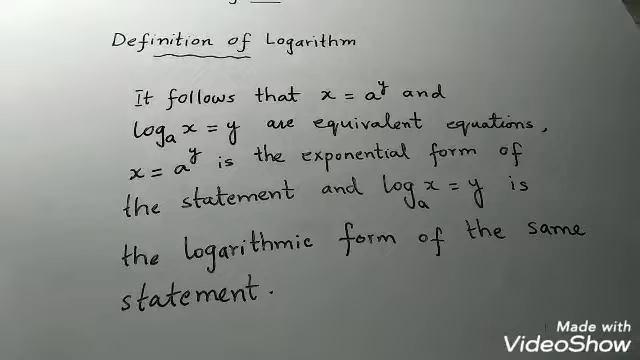 Definition of Logarithm
It follows that x = a^y and
log_a x = y are equivalent equations,
x = a^y is the exponential form of
the statement and log_a x = y is
the logarithmic form of the same
statement.
Made with
VideoShow